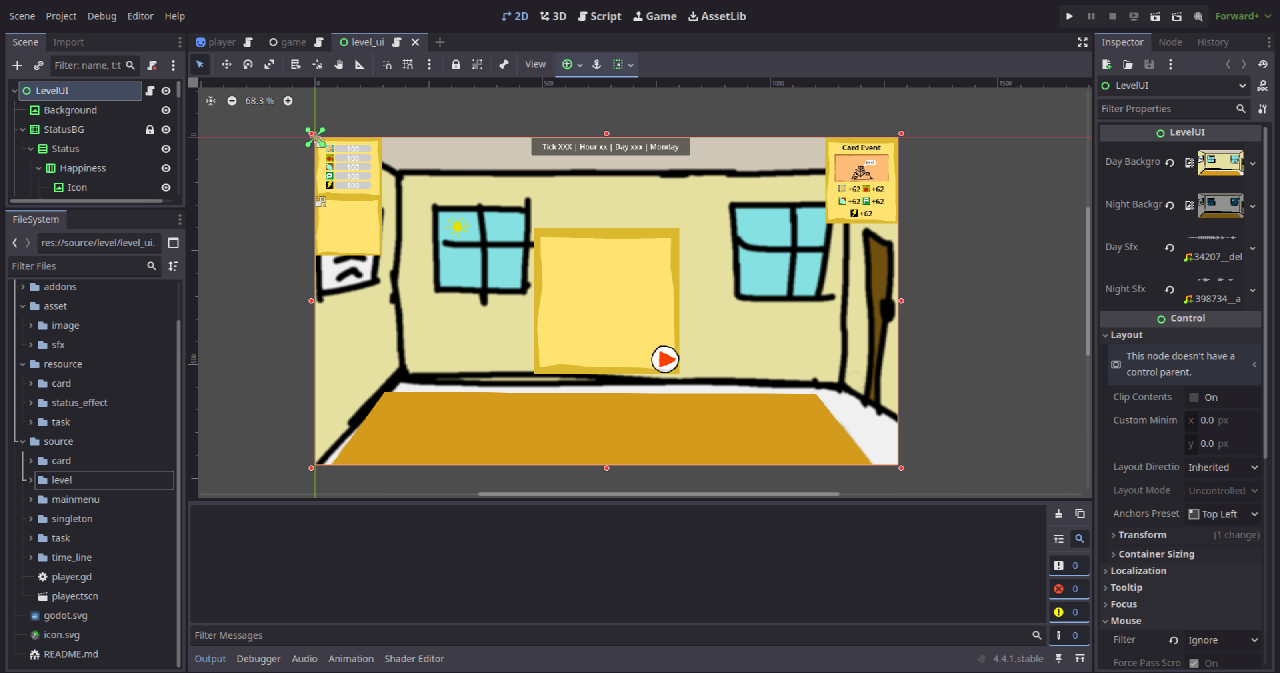 Scene Project Debug Editor Help 2D 3D Script Game AssetLib Forward+
Scene Import
player game level_ui
Inspector Node History
Filter: name, t:t
View
LevelUI
Background
StatusBG
Status
Happiness
Icon
68.3 %
500 1000 1500
500
100
100
100
100
100
Tick XXX | Hour xx | Day xxx | Monday
Card Event
+62 +62
+62 +62
+62
FileSystem
res://source/level/level_ui.
Filter Files
addons
asset
image
sfx
resource
card
status_effect
task
source
card
level
mainmenu
singleton
task
time_line
player.gd
player.tscn
godot.svg
icon.svg
README.md
LevelUI
Filter Properties
LevelUI
Day Backgro
Night Backgr
Day Sfx
34207__del
Night Sfx
398734__a
Control
Layout
This node doesn't have a
control parent.
Clip Contents On
Custom Minim x 0.0 px
y 0.0 px
Layout Directio Inherited
Layout Mode Uncontrolled
Anchors Preset Top Left
Transform (1 change)
Container Sizing
Localization
Tooltip
Focus
Mouse
Filter Ignore
Force Pass Scro On
0
0
0
0
Filter Messages
Output Debugger Audio Animation Shader Editor 4.4.1.stable